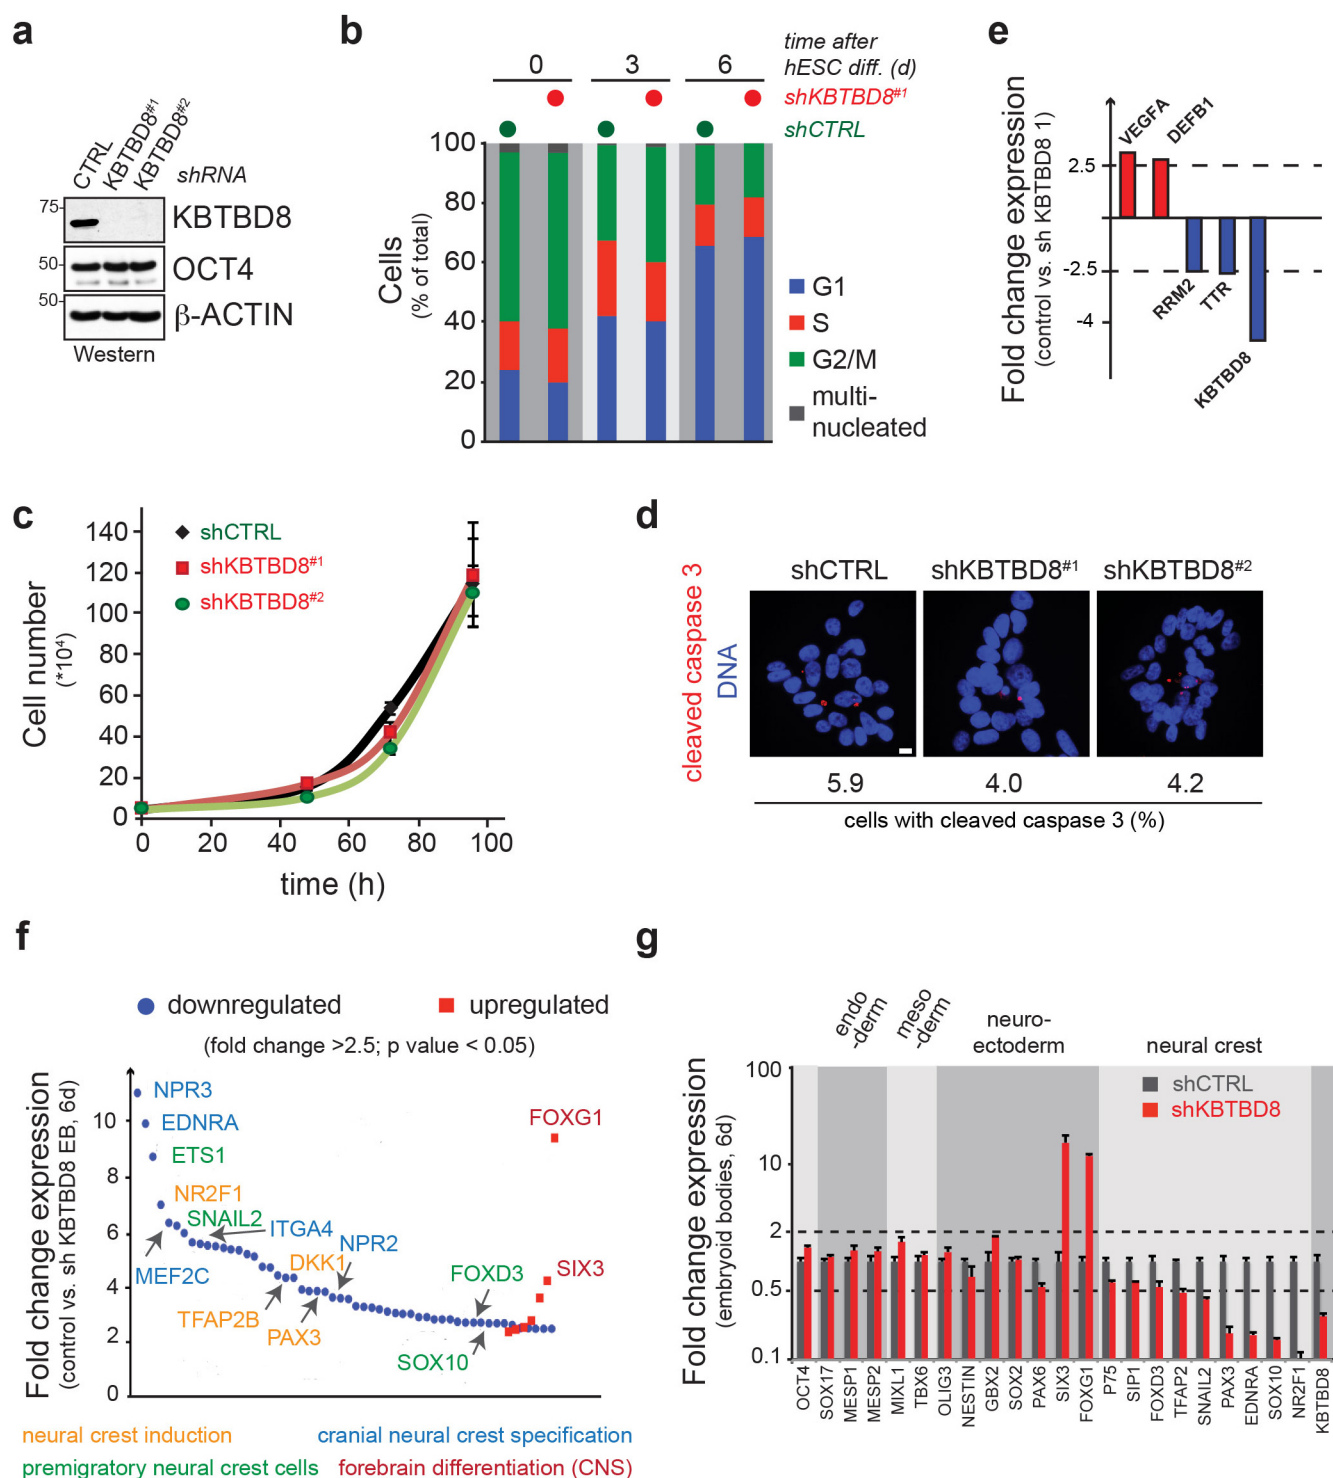 a
CTRL
KBTBD8#1
KBTBD8#2
shRNA
75-
KBTBD8
50-
OCT4
50-
β-ACTIN
Western
b
time after
hESC diff. (d)
0 3 6
shKBTBD8#1
shCTRL
Cells
(% of total)
100
80
60
40
20
0
G1
S
G2/M
multi-
nucleated
e
Fold change expression
(control vs. sh KBTBD8 1)
VEGFA
DEFB1
2.5
-2.5
-4
RRM2
TTR
KBTBD8
c
Cell number
(*10⁴)
140
120
100
80
60
40
20
0
shCTRL
shKBTBD8#1
shKBTBD8#2
0 20 40 60 80 100
time (h)
d
cleaved caspase 3
DNA
shCTRL shKBTBD8#1 shKBTBD8#2
5.9 4.0 4.2
cells with cleaved caspase 3 (%)
f
downregulated upregulated
(fold change >2.5; p value < 0.05)
Fold change expression
(control vs. sh KBTBD8 EB, 6d)
10
8
6
4
2
0
NPR3
EDNRA
ETS1
NR2F1
SNAIL2
ITGA4
MEF2C
DKK1
NPR2
TFAP2B
PAX3
FOXD3
SOX10
FOXG1
SIX3
neural crest induction
cranial neural crest specification
premigratory neural crest cells
forebrain differentiation (CNS)
g
endo
-derm
meso
-derm
neuro-
ectoderm
neural crest
Fold change expression
(embryoid bodies, 6d)
100
10
2
0.5
0.1
shCTRL
shKBTBD8
OCT4
SOX17
MESP1
MESP2
MIXL1
TBX6
OLIG3
NESTIN
GBX2
SOX2
PAX6
SIX3
FOXG1
P75
SIP1
FOXD3
TFAP2
SNAIL2
PAX3
EDNRA
SOX10
NR2F1
KBTBD8